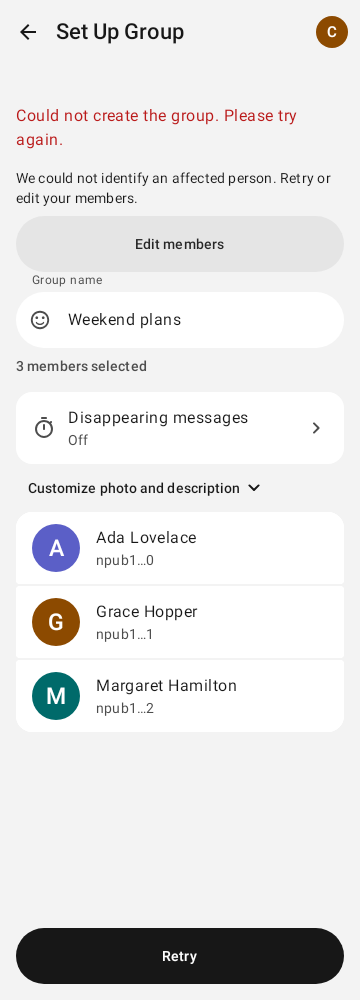 Set Up Group
C
Could not create the group. Please try
again.
We could not identify an affected person. Retry or
edit your members.
Edit members
Group name
Weekend plans
3 members selected
Disappearing messages
Off
Customize photo and description
A
Ada Lovelace
npub1…0
G
Grace Hopper
npub1…1
M
Margaret Hamilton
npub1…2
Retry